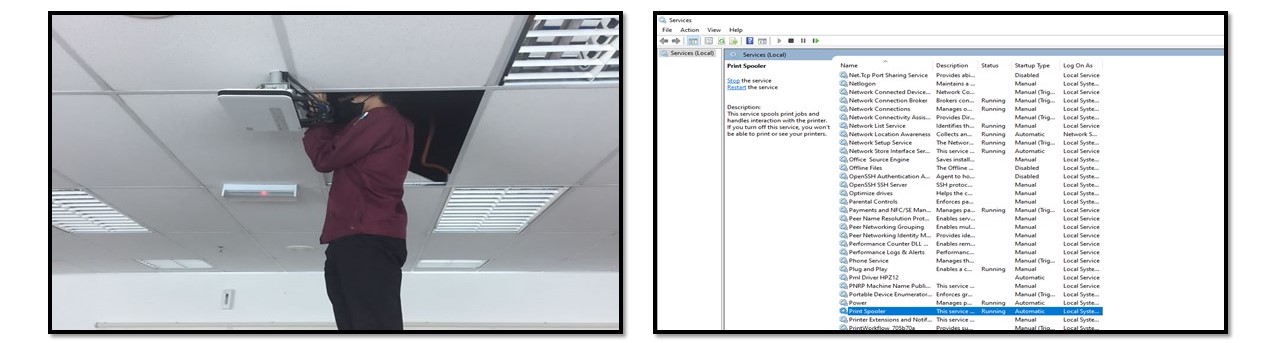 Services
File Action View Help
Services (Local)
Services (Local)
Print Spooler
Stop the service
Restart the service
Description:
This service spools print jobs and
handles interaction with the printer.
If you turn off this service, you won't
be able to print or see your printers.
Name Description Status Startup Type Log On As
Net.Tcp Port Sharing Service Provides abi... Disabled Local Service
Netlogon Maintains a ... Manual Local Syste...
Network Connected Device... Network Co... Manual (Trig... Local Service
Network Connection Broker Brokers con... Running Manual (Trig... Local Syste...
Network Connections Manages o... Manual Local Syste...
Network Connectivity Assis... Provides Dir... Manual (Trig... Local Syste...
Network List Service Identifies th... Running Manual Local Service
Network Location Awareness Collects an... Running Automatic Network S...
Network Setup Service The Networ... Running Manual (Trig... Local Syste...
Network Store Interface Ser... This service ... Running Automatic Local Service
Office Source Engine Saves install... Manual Local Syste...
Offline Files The Offline ... Disabled Local Syste...
OpenSSH Authentication A... Agent to ho... Disabled Local Syste...
OpenSSH SSH Server SSH protoc... Manual Local Syste...
Optimize drives Helps the c... Manual Local Syste...
Parental Controls Enforces pa... Manual Local Syste...
Payments and NFC/SE Man... Manages pa... Running Manual (Trig... Local Service
Peer Name Resolution Prot... Enables serv... Manual Local Service
Peer Networking Grouping Enables mul... Manual Local Service
Peer Networking Identity M... Provides ide... Manual Local Service
Performance Counter DLL ... Enables rem... Manual Local Service
Performance Logs & Alerts Performanc... Manual Local Service
Phone Service Manages th... Manual (Trig... Local Service
Plug and Play Enables a c... Running Manual Local Syste...
Pml Driver HPZ12 Automatic Local Service
PNRP Machine Name Publi... This service ... Manual Local Service
Portable Device Enumerator... Enforces gr... Manual (Trig... Local Syste...
Power Manages p... Running Automatic Local Syste...
Print Spooler This service ... Running Automatic Local Syste...
Printer Extensions and Notif... This service ... Manual Local Syste...
PrintWorkflow_705b70a Provides su... Manual (Trig... Local Syste...